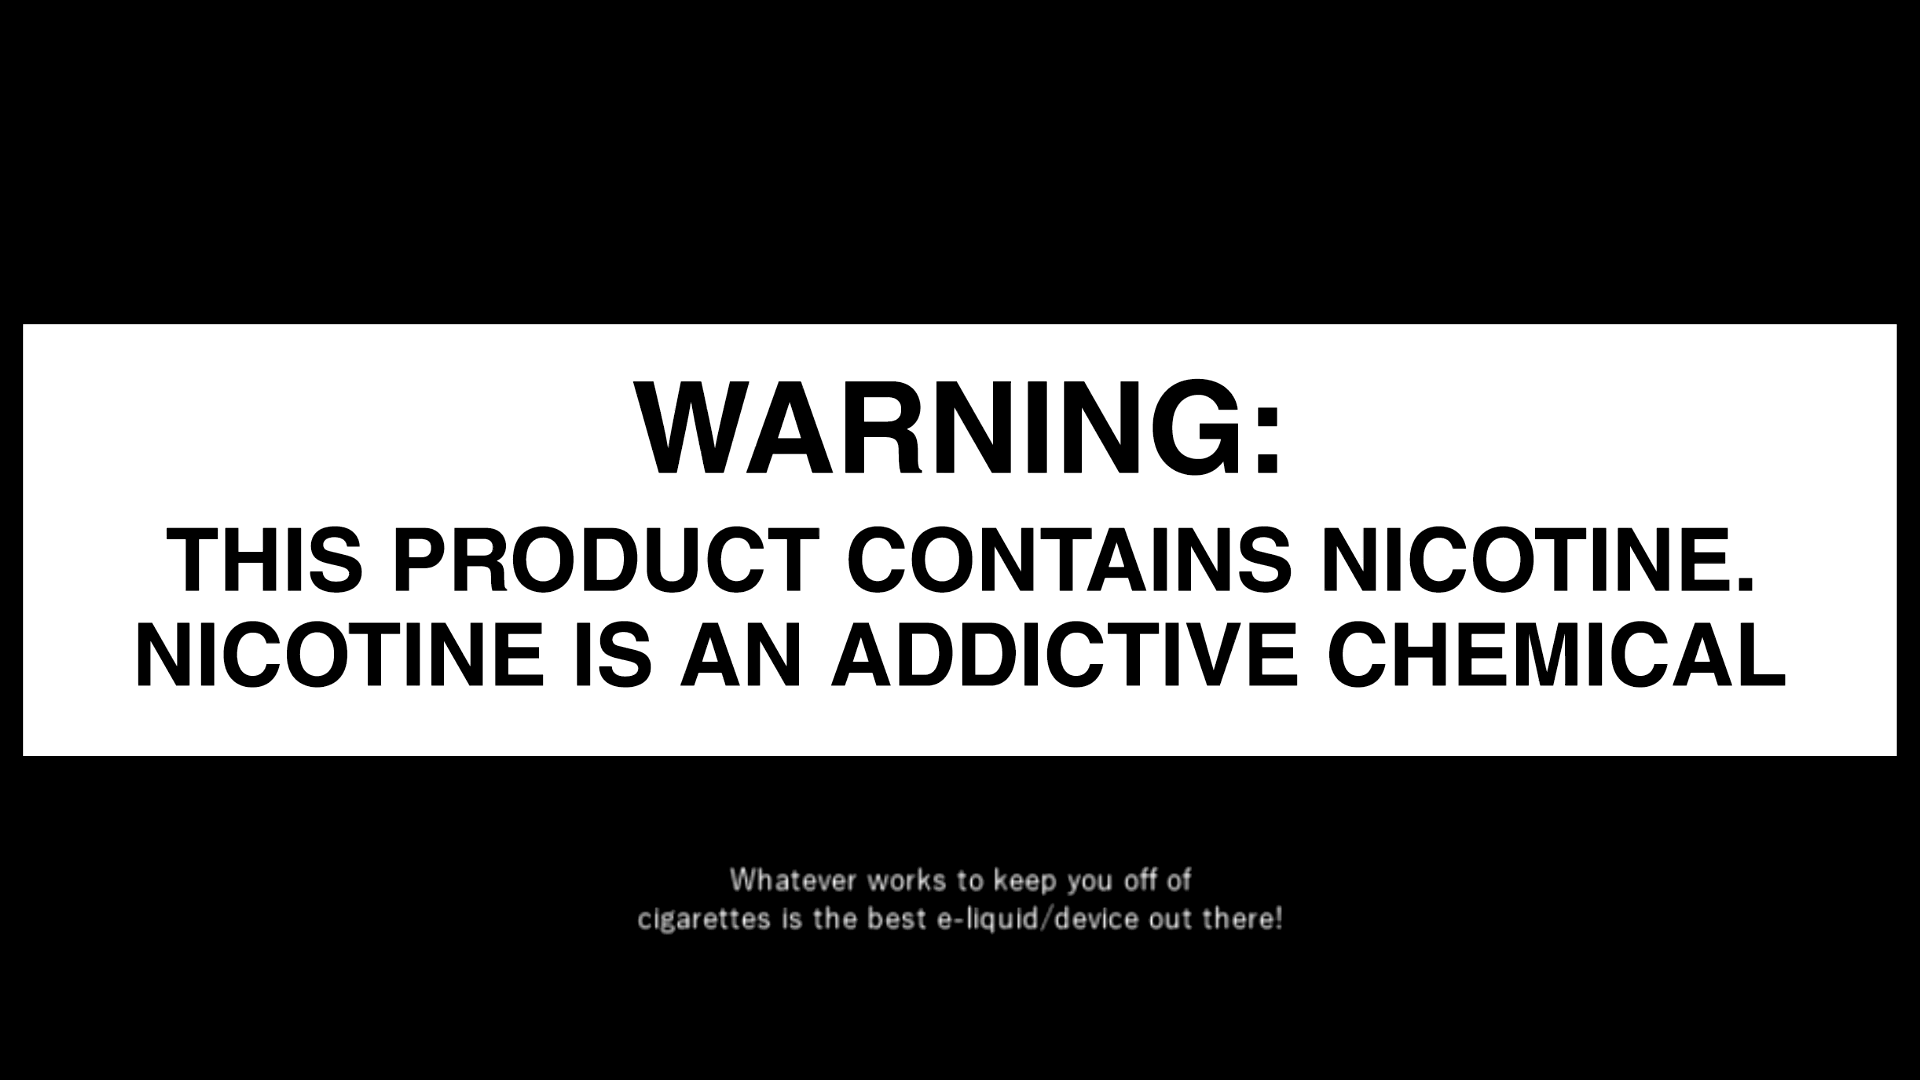 WARNING:
THIS PRODUCT CONTAINS NICOTINE.
NICOTINE IS AN ADDICTIVE CHEMICAL
Whatever works to keep you off of
cigarettes is the best e-liquid/device out there!